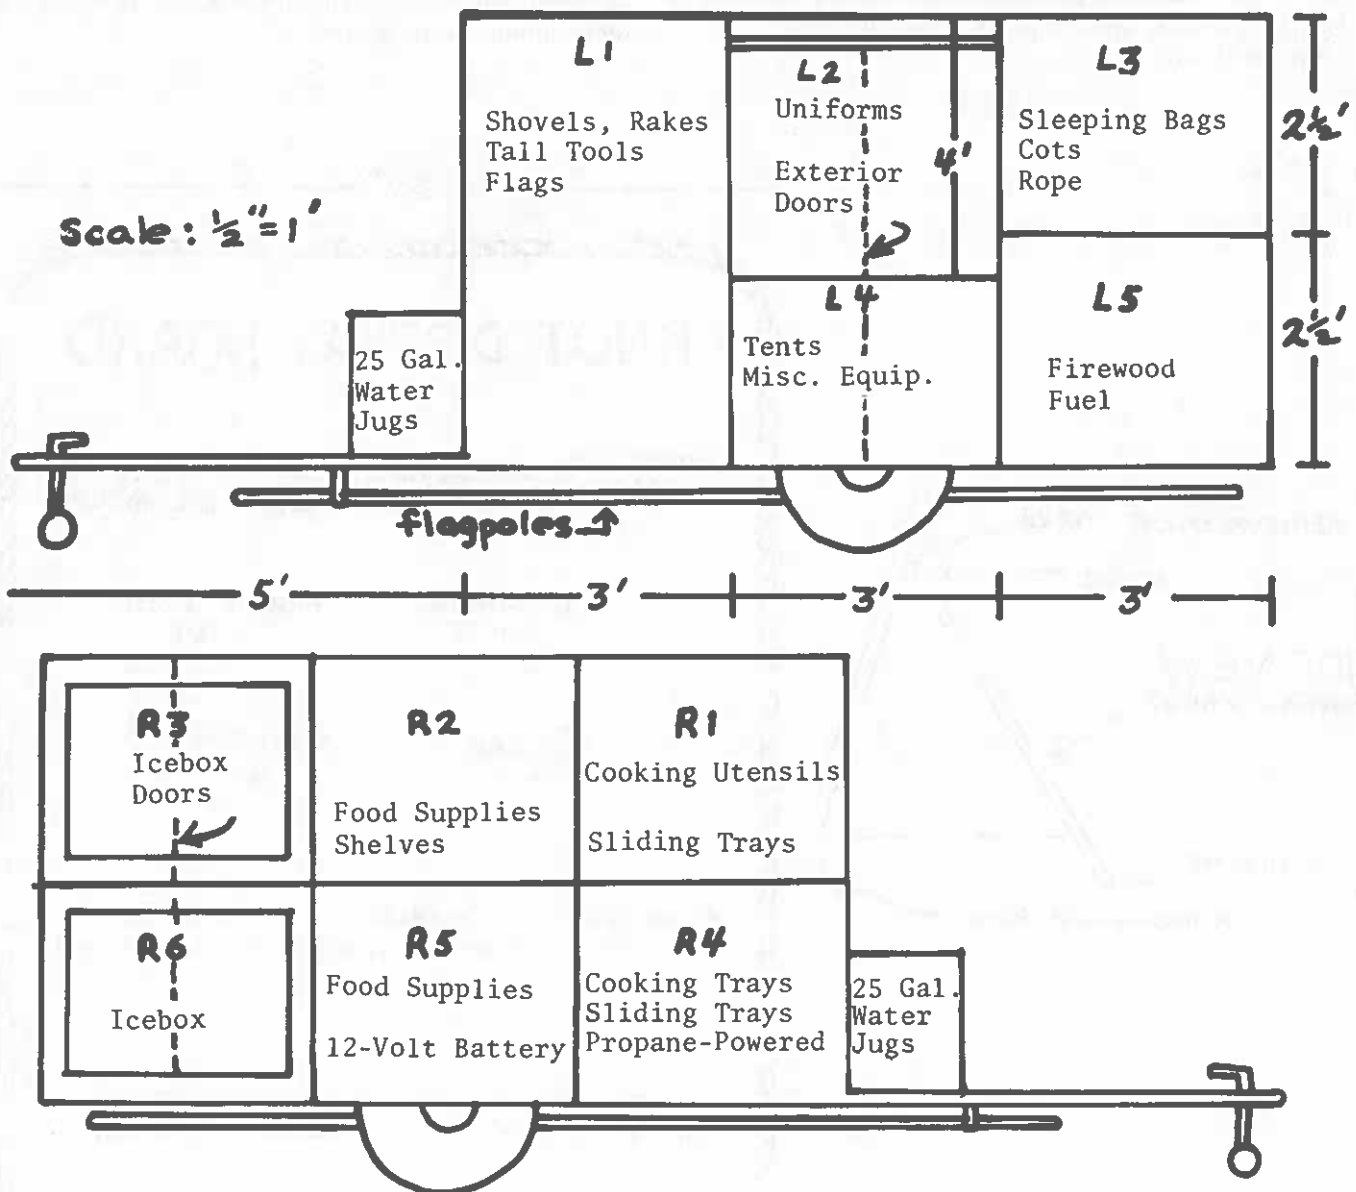 L1
Shovels, Rakes
Tall Tools
Flags
L2
Uniforms
Exterior
Doors
4'
L3
Sleeping Bags
Cots
Rope
2½'
Scale: ½"=1'
25 Gal.
Water
Jugs
L4
Tents
Misc. Equip.
L5
Firewood
Fuel
2½'
flagpoles
5'
3'
3'
3'
R3
Icebox
Doors
R2
Food Supplies
Shelves
R1
Cooking Utensils
Sliding Trays
R6
Icebox
R5
Food Supplies
12-Volt Battery
R4
Cooking Trays
Sliding Trays
Propane-Powered
25 Gal.
Water
Jugs